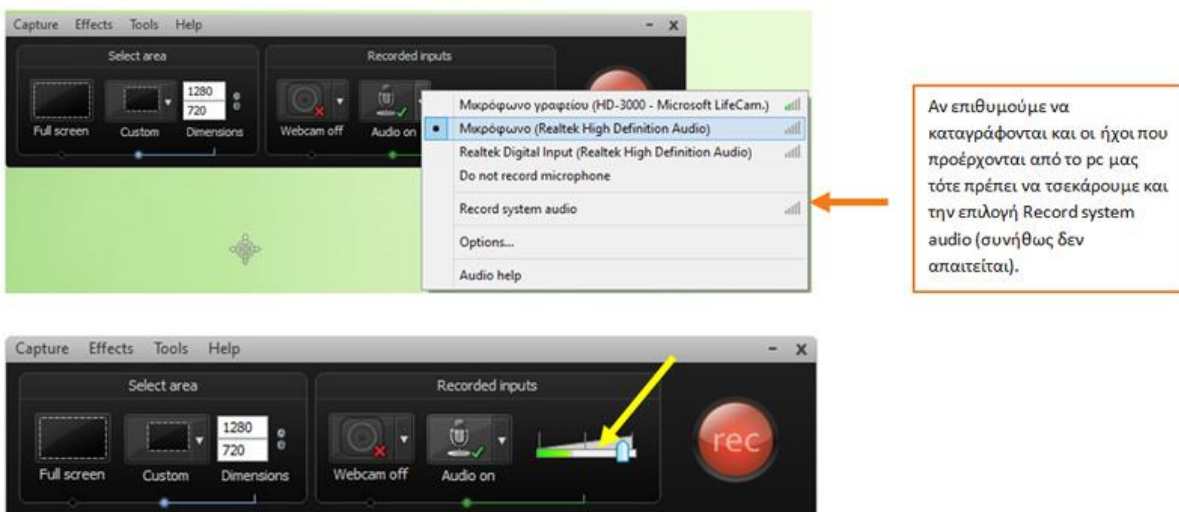 Capture Effects Tools Help
Select area
Recorded inputs
1280
720
Full screen Custom Dimensions Webcam off Audio on
Μικρόφωνο γραφείου (HD-3000 - Microsoft LifeCam.)
Μικρόφωνο (Realtek High Definition Audio)
Realtek Digital Input (Realtek High Definition Audio)
Do not record microphone
Record system audio
Options...
Audio help
Αν επιθυμούμε να
καταγράφονται και οι ήχοι που
προέρχονται από το pc μας
τότε πρέπει να τσεκάρουμε και
την επιλογή Record system
audio (συνήθως δεν
απαιτείται).
Capture Effects Tools Help
Select area
Recorded inputs
1280
720
Full screen Custom Dimensions Webcam off Audio on
rec